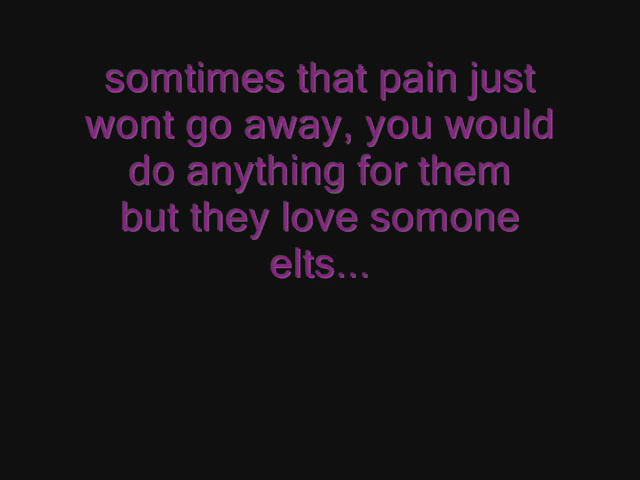 somtimes that pain just
wont go away, you would
do anything for them
but they love somone
elts...